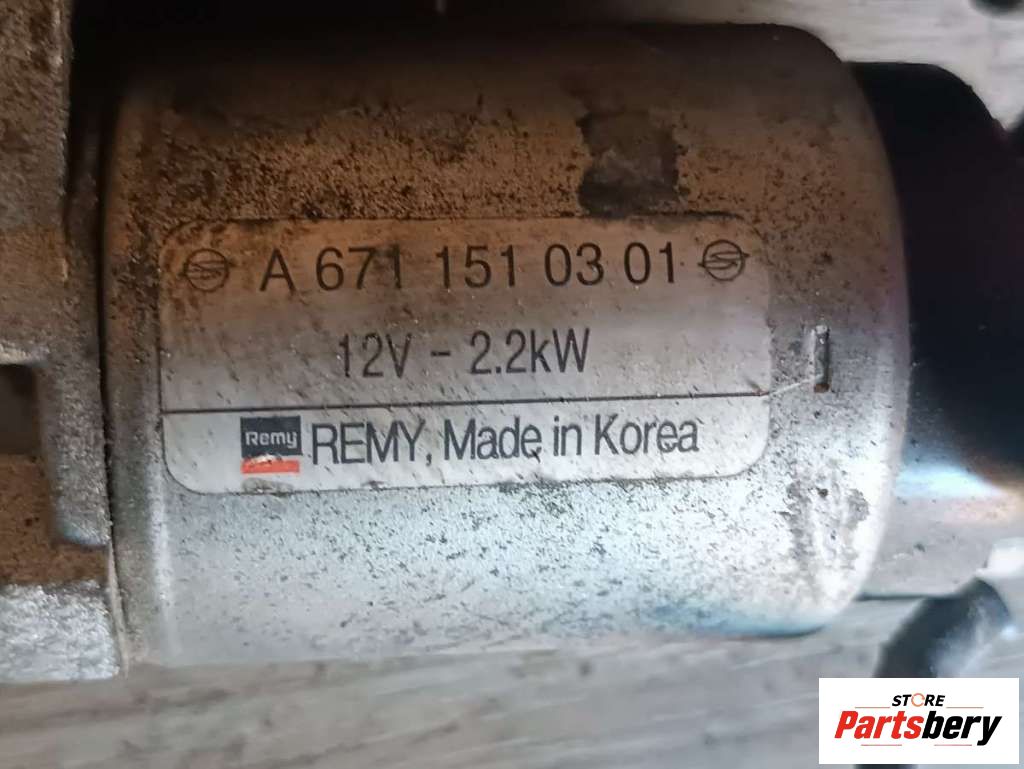 A 671 151 03 01
12V - 2.2kW
Remy REMY, Made in Korea
STORE
Partsbery